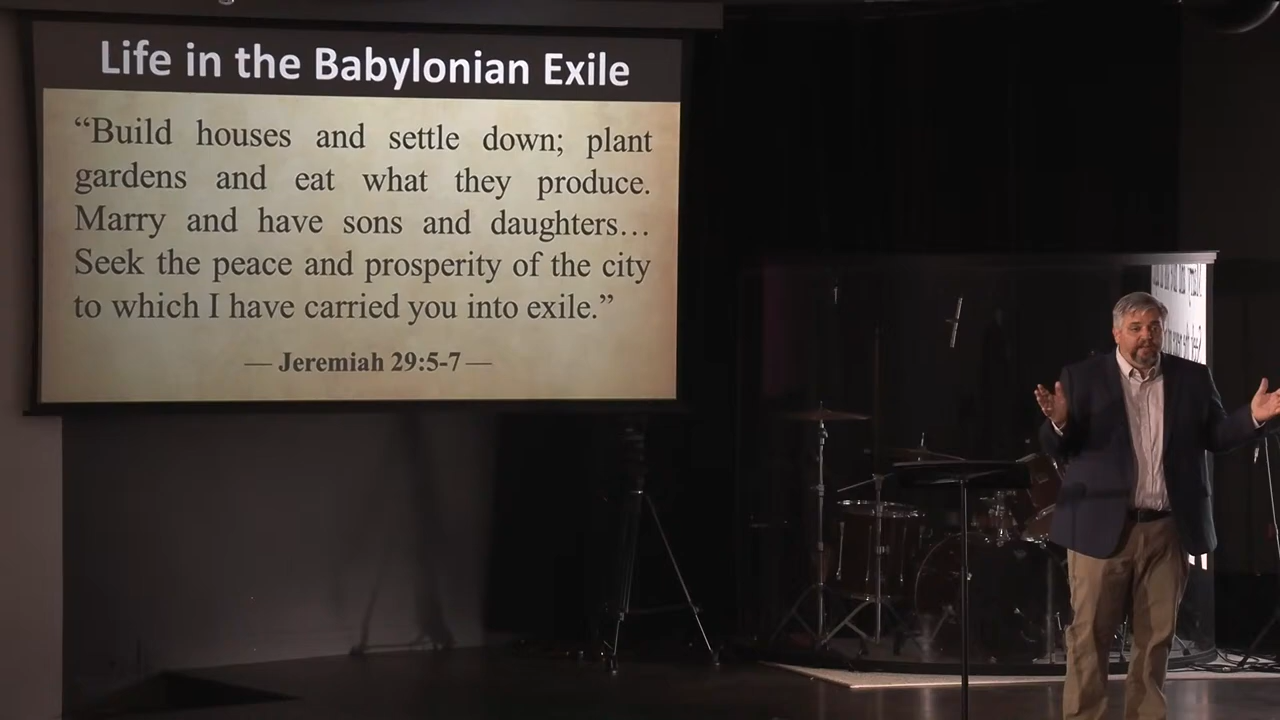 Life in the Babylonian Exile
“Build houses and settle down; plant
gardens and eat what they produce.
Marry and have sons and daughters…
Seek the peace and prosperity of the city
to which I have carried you into exile.”
— Jeremiah 29:5-7 —